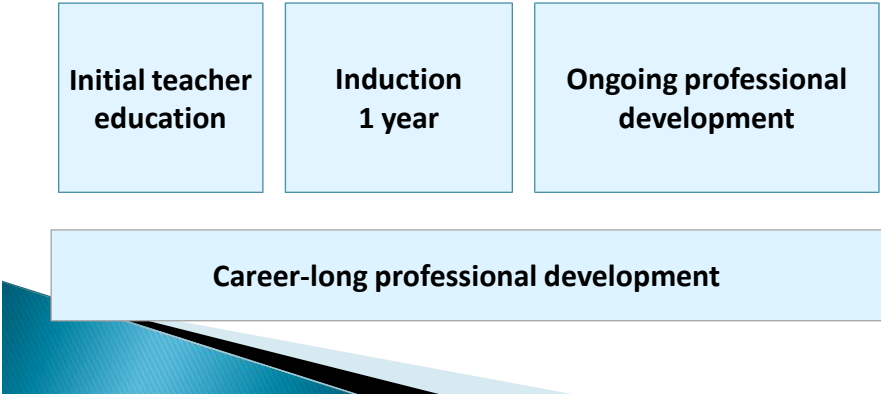 Initial teacher
education
Induction
1 year
Ongoing professional
development
Career-long professional development